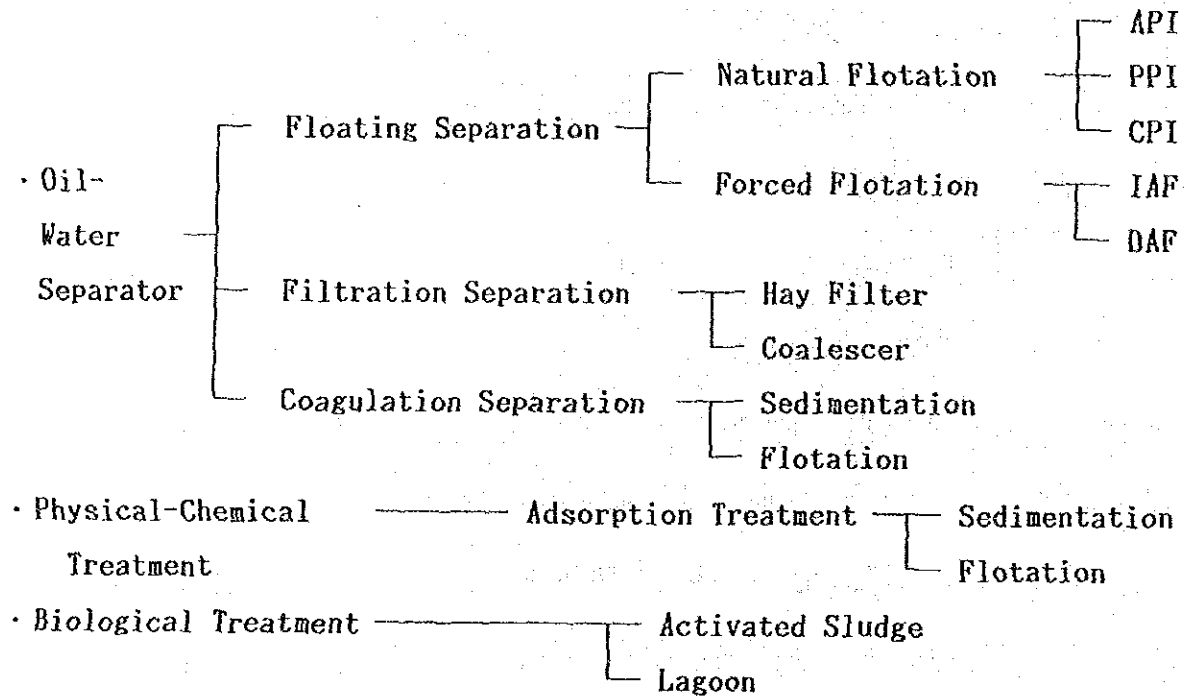 API
Natural Flotation PPI
Floating Separation CPI
· Oil- Forced Flotation IAF
Water DAF
Separator Filtration Separation Hay Filter
Coalescer
Coagulation Separation Sedimentation
Flotation
· Physical-Chemical Adsorption Treatment Sedimentation
Treatment Flotation
· Biological Treatment Activated Sludge
Lagoon